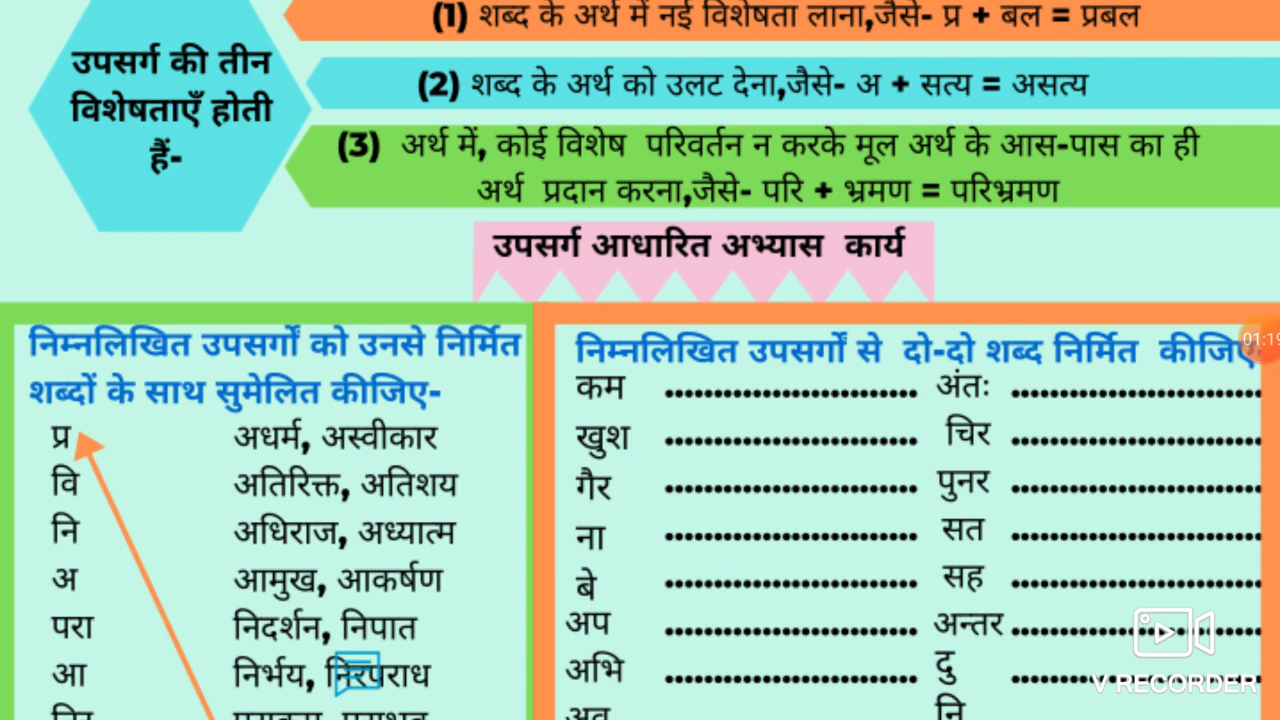 उपसर्ग की तीन
विशेषताएँ होती
हैं-
(1) शब्द के अर्थ में नई विशेषता लाना,जैसे- प्र + बल = प्रबल
(2) शब्द के अर्थ को उलट देना,जैसे- अ + सत्य = असत्य
(3) अर्थ में, कोई विशेष परिवर्तन न करके मूल अर्थ के आस-पास का ही
अर्थ प्रदान करना,जैसे- परि + भ्रमण = परिभ्रमण
उपसर्ग आधारित अभ्यास कार्य
निम्नलिखित उपसर्गों को उनसे निर्मित
शब्दों के साथ सुमेलित कीजिए-
प्र अधर्म, अस्वीकार
वि अतिरिक्त, अतिशय
नि अधिराज, अध्यात्म
अ आमुख, आकर्षण
परा निदर्शन, निपात
आ निर्भय, निरपराध
निम्नलिखित उपसर्गों से दो-दो शब्द निर्मित कीजिए-
कम ........................ अंतः ........................
खुश ........................ चिर ........................
गैर ........................ पुनर ........................
ना ........................ सत ........................
बे ........................ सह ........................
अप ........................ अन्तर ........................
अभि ........................ दु ........................
अव नि
01:19
V RECORDER